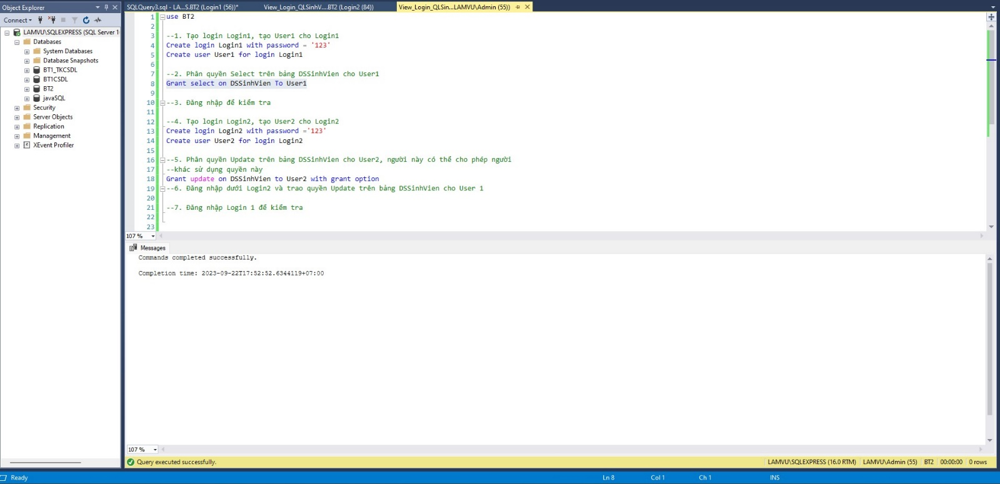 Object Explorer
Connect
LAMVU\SQLEXPRESS (SQL Server 1
Databases
System Databases
Database Snapshots
BT1_TKCSDL
BT1CSDL
BT2
javaSQL
Security
Server Objects
Replication
Management
XEvent Profiler
SQLQuery3.sql - LA...S.BT2 (Login1 (56))* View_Login_QLSinhV....BT2 (Login2 (84)) View_Login_QLSin...LAMVU\Admin (55))
1 use BT2
2
3 --1. Tạo login Login1, tạo User1 cho Login1
4 Create login Login1 with password = '123'
5 Create user User1 for login Login1
6
7 --2. Phân quyền Select trên bảng DSSinhVien cho User1
8 Grant select on DSSinhVien To User1
9
10 --3. Đăng nhập để kiểm tra
11
12 --4. Tạo login Login2, tạo User2 cho Login2
13 Create login Login2 with password ='123'
14 Create user User2 for login Login2
15
16 --5. Phân quyền Update trên bảng DSSinhVien cho User2, người này có thể cho phép người
17 --khác sử dụng quyền này
18 Grant update on DSSinhVien to User2 with grant option
19 --6. Đăng nhập dưới Login2 và trao quyền Update trên bảng DSSinhVien cho User 1
20
21 --7. Đăng nhập Login 1 để kiểm tra
22
23
107 %
Messages
Commands completed successfully.
Completion time: 2023-09-22T17:52:52.6344119+07:00
107 %
Query executed successfully. LAMVU\SQLEXPRESS (16.0 RTM) LAMVU\Admin (55) BT2 00:00:00 0 rows
Ready Ln 8 Col 1 Ch 1 INS